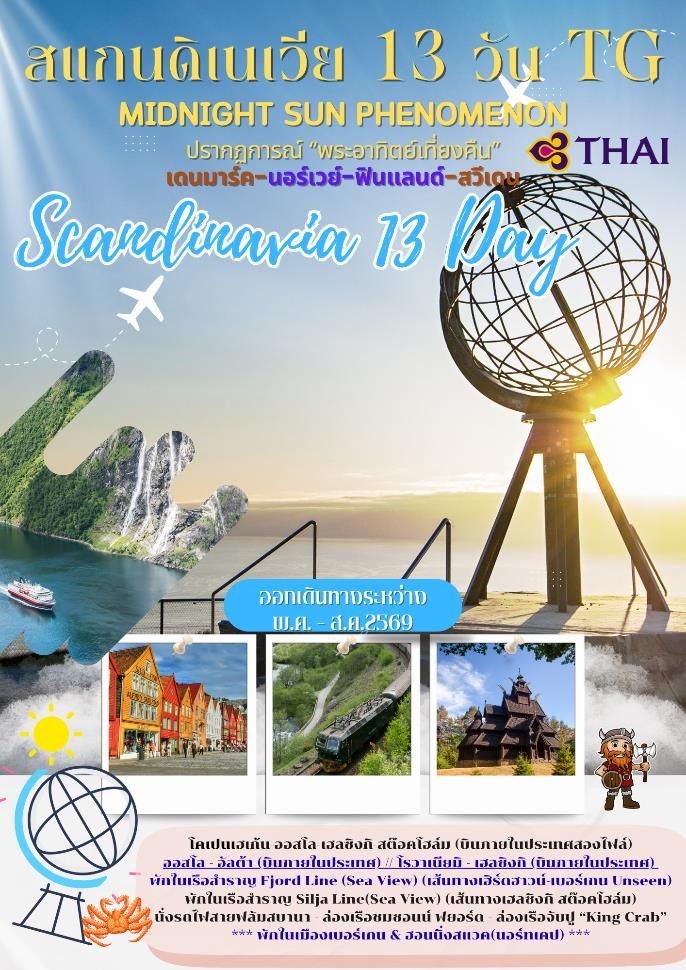 สแกนดิเนเวีย 13 วัน TG
MIDNIGHT SUN PHENOMENON
ปรากฏการณ์ “พระอาทิตย์เที่ยงคืน”
THAI
เดนมาร์ค-นอร์เวย์-ฟินแลนด์-สวีเดน
Scandinavia 13 Day
ออกเดินทางระหว่าง
พ.ค. - ส.ค.2569
โคเปนเฮเก้น ออสโล เฮลซิงกิ สต๊อคโฮล์ม (บินภายในประเทศสองไฟล์)
ออสโล - อัลต้า (บินภายในประเทศ) // โรวาเนียมิ - เฮลซิงกิ (บินภายในประเทศ)
พักในเรือสำราญ Fjord Line (Sea View) (เส้นทางเฮิร์ตฮาวน์-เบอร์เกน Unseen)
พักในเรือสำราญ Silja Line(Sea View) (เส้นทางเฮลซิงกิ สต๊อคโฮล์ม)
นั่งรถไฟสายฟลัมสบานา - ล่องเรือชมซอนน์ ฟยอร์ด - ล่องเรือจับปู “King Crab”
*** พักในเมืองเบอร์เกน & ฮอนนิ่งสแวค(นอร์ทเคป) ***